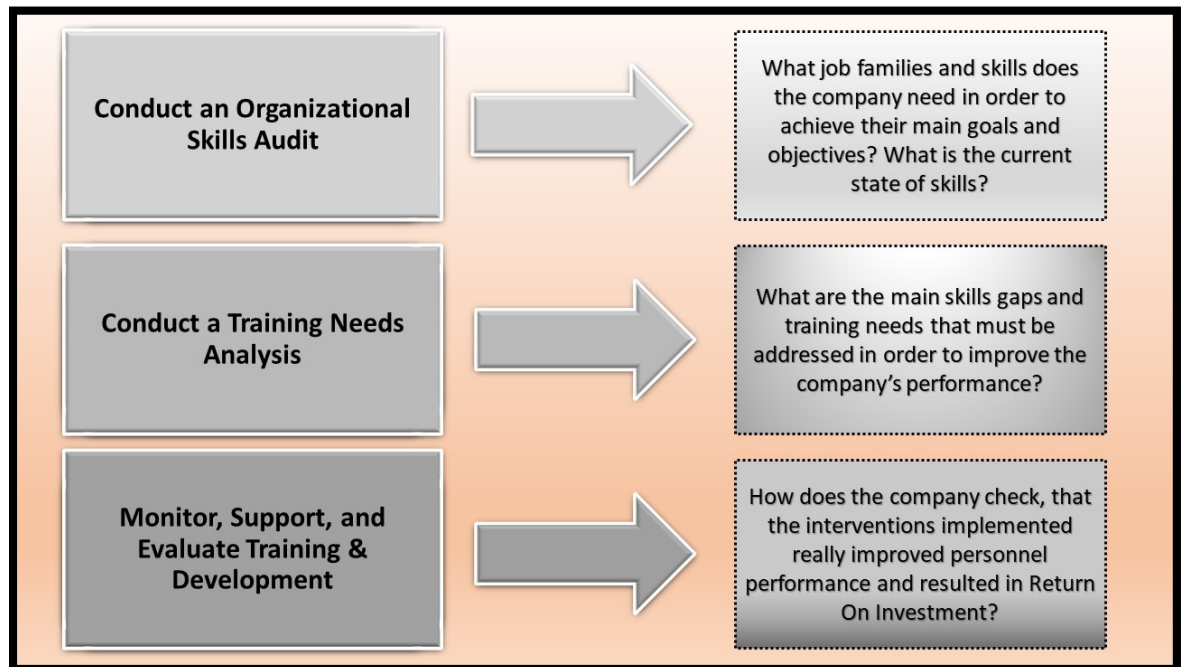 Conduct an Organizational
Skills Audit
What job families and skills does
the company need in order to
achieve their main goals and
objectives? What is the current
state of skills?
Conduct a Training Needs
Analysis
What are the main skills gaps and
training needs that must be
addressed in order to improve the
company’s performance?
Monitor, Support, and
Evaluate Training &
Development
How does the company check, that
the interventions implemented
really improved personnel
performance and resulted in Return
On Investment?